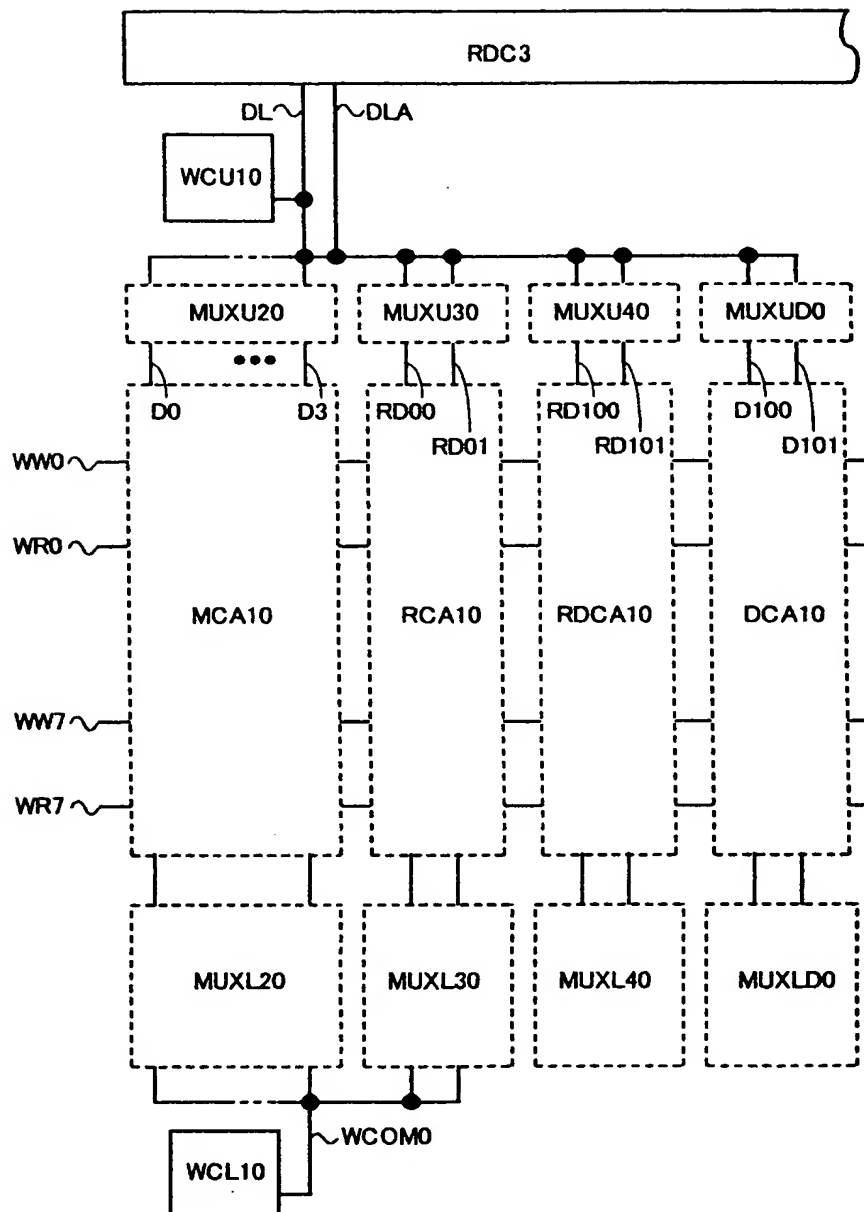 RDC3
DL DLA
WCU10
MUXU20 MUXU30 MUXU40 MUXUD0
D0 D3 RD00 RD100 D100
RD01 RD101 D101
WW0
WR0
MCA10 RCA10 RDCA10 DCA10
WW7
WR7
MUXL20 MUXL30 MUXL40 MUXLD0
WCOM0
WCL10